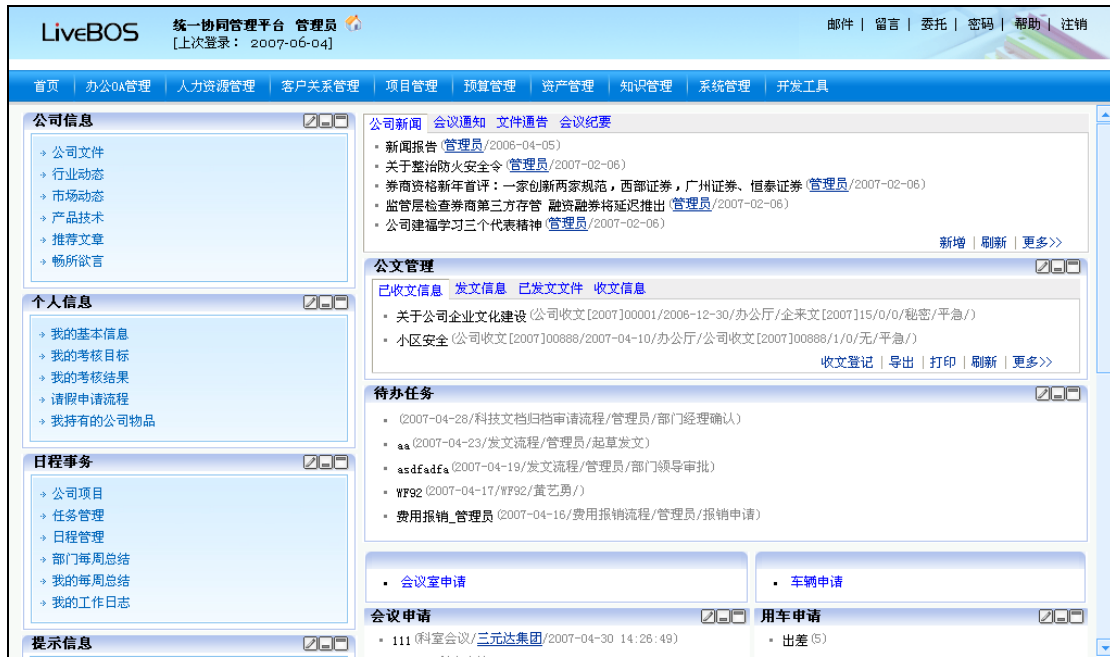 LiveBOS 统一协同管理平台 管理员
[上次登录： 2007-06-04]
邮件 | 留言 | 委托 | 密码 | 帮助 | 注销
首页 | 办公OA管理 | 人力资源管理 | 客户关系管理 | 项目管理 | 预算管理 | 资产管理 | 知识管理 | 系统管理 | 开发工具
公司信息
公司文件
行业动态
市场动态
产品技术
推荐文章
畅所欲言
个人信息
我的基本信息
我的考核目标
我的考核结果
请假申请流程
我持有的公司物品
日程事务
公司项目
任务管理
日程管理
部门每周总结
我的每周总结
我的工作日志
提示信息
公司新闻 会议通知 文件通告 会议纪要
新闻报告(管理员/2006-04-05)
关于整治防火安全令(管理员/2007-02-06)
券商资格新年首评：一家创新两家规范，西部证券，广州证券、恒泰证券(管理员/2007-02-06)
监管层检查券商第三方存管 融资融券将延迟推出(管理员/2007-02-06)
公司建福学习三个代表精神(管理员/2007-02-06)
新增 | 刷新 | 更多>>
公文管理
已收文信息 发文信息 已发文文件 收文信息
关于公司企业文化建设(公司收文[2007]00001/2006-12-30/办公厅/企来文[2007]15/0/0/秘密/平急/)
小区安全(公司收文[2007]00888/2007-04-10/办公厅/公司收文[2007]00888/1/0/无/平急/)
收文登记 | 导出 | 打印 | 刷新 | 更多>>
待办任务
(2007-04-28/科技文档归档审请流程/管理员/部门经理确认)
aa(2007-04-23/发文流程/管理员/起草发文)
asdfadfa(2007-04-19/发文流程/管理员/部门领导审批)
WF92(2007-04-17/WF92/黄艺勇/)
费用报销_管理员(2007-04-16/费用报销流程/管理员/报销申请)
会议室申请
车辆申请
会议申请
111(科室会议/三元达集团/2007-04-30 14:26:49)
用车申请
出差(5)